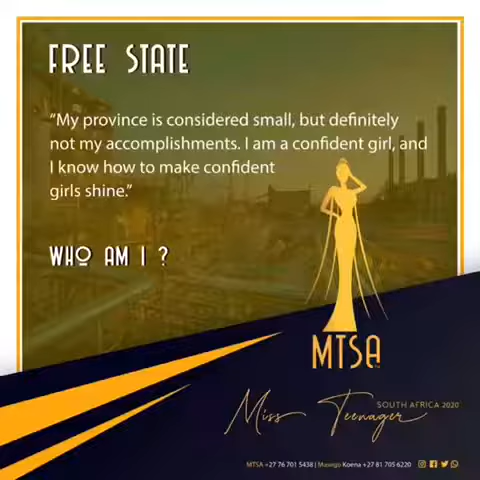 FREE STATE
“My province is considered small, but definitely
not my accomplishments. I am a confident girl, and
I know how to make confident
girls shine.”
WHO AM I ?
MTSA
SOUTH AFRICA 2020
Miss Teenager
MTSA +27 76 701 5438 | Mawigo Koena +27 81 705 6220